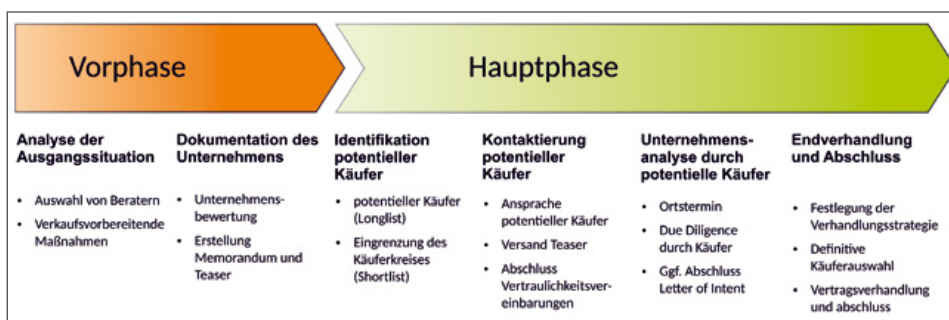 Vorphase
Hauptphase
Analyse der
Ausgangssituation
• Auswahl von Beratern
• Verkaufsvorbereitende
Maßnahmen
Dokumentation des
Unternehmens
• Unternehmens-
bewertung
• Erstellung
Memorandum und
Teaser
Identifikation
potentieller
Käufer
• potentieller Käufer
(Longlist)
• Eingrenzung des
Käuferkreises
(Shortlist)
Kontaktierung
potentieller
Käufer
• Ansprache
potentieller Käufer
• Versand Teaser
• Abschluss
Vertraulichkeitsver-
einbarungen
Unternehmens-
analyse durch
potentielle Käufer
• Ortstermin
• Due Diligence
durch Käufer
• Ggf. Abschluss
Letter of Intent
Endverhandlung
und Abschluss
• Festlegung der
Verhandlungsstrategie
• Definitive
Käuferauswahl
• Vertragsverhandlung
und abschluss